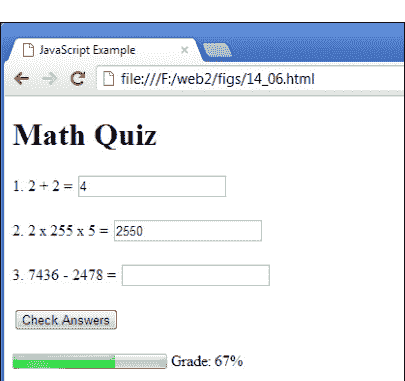 JavaScript Example
file:///F:/web2/figs/14_06.html
Math Quiz
1. 2 + 2 = 4
2. 2 x 255 x 5 = 2550
3. 7436 - 2478 =
Check Answers
Grade: 67%